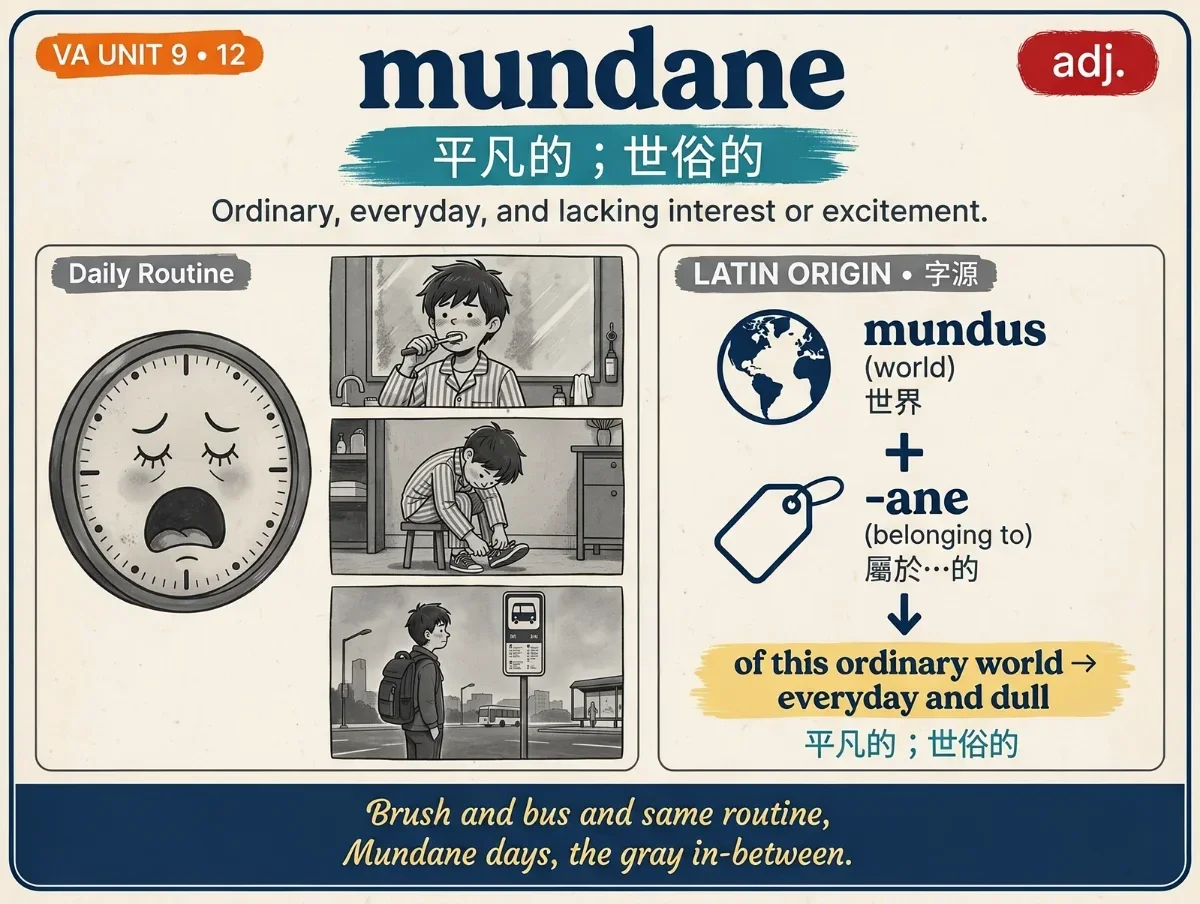 VA UNIT 9 • 12
mundane
adj.
平凡的；世俗的
Ordinary, everyday, and lacking interest or excitement.
Daily Routine
LATIN ORIGIN • 字源
mundus
(world)
世界
+
-ane
(belonging to)
屬於⋯的
↓
of this ordinary world →
everyday and dull
平凡的；世俗的
Brush and bus and same routine,
Mundane days, the gray in-between.